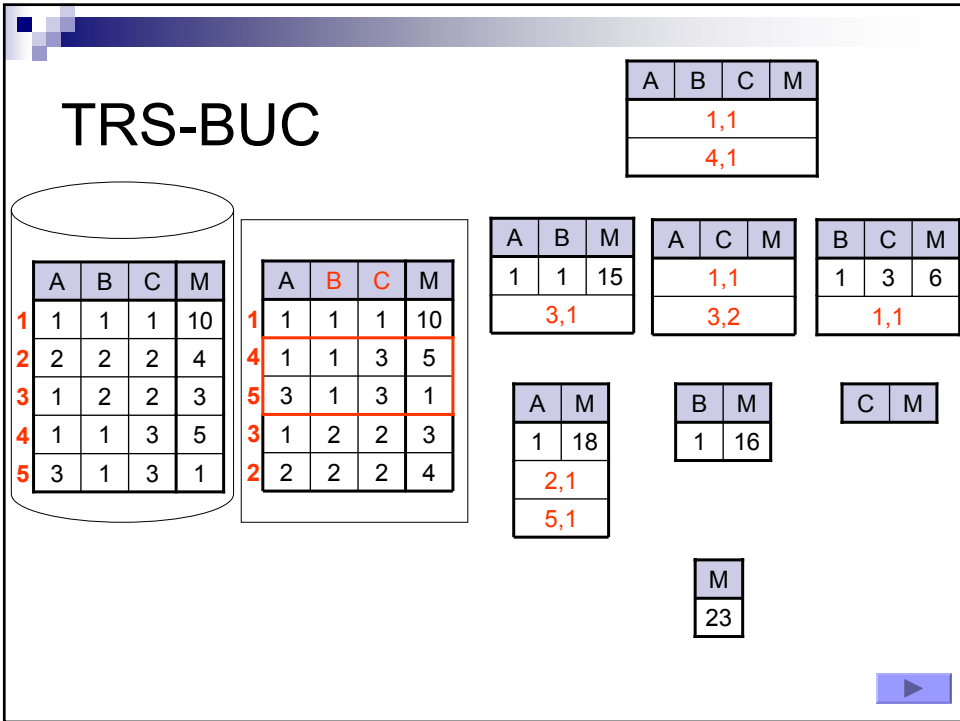 TRS-BUC
A B C M
1,1
4,1
A B C M
1 1 1 1 10
2 2 2 2 4
3 1 2 2 3
4 1 1 3 5
5 3 1 3 1
A B C M
1 1 1 1 10
4 1 1 3 5
5 3 1 3 1
3 1 2 2 3
2 2 2 2 4
A B M
1 1 15
3,1
A C M
1,1
3,2
B C M
1 3 6
1,1
A M
1 18
2,1
5,1
B M
1 16
C M
M
23